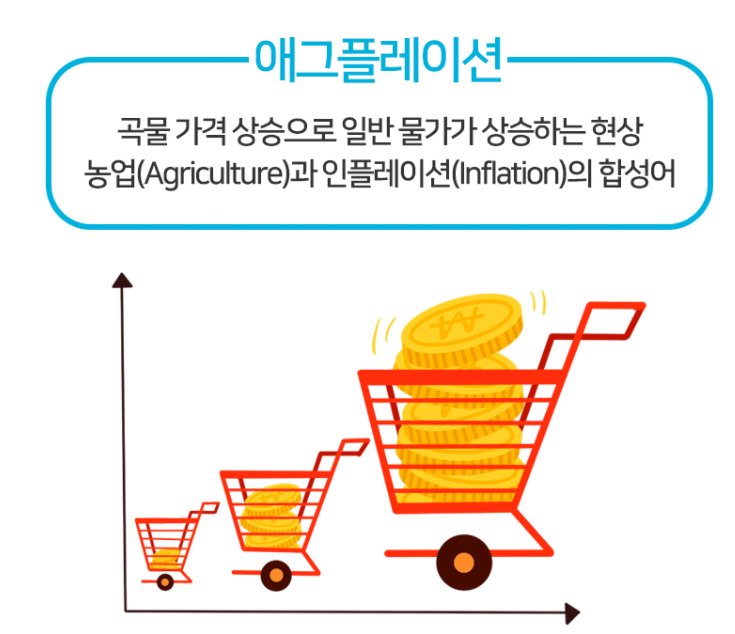 애그플레이션
곡물 가격 상승으로 일반 물가가 상승하는 현상
농업(Agriculture)과 인플레이션(Inflation)의 합성어
₩